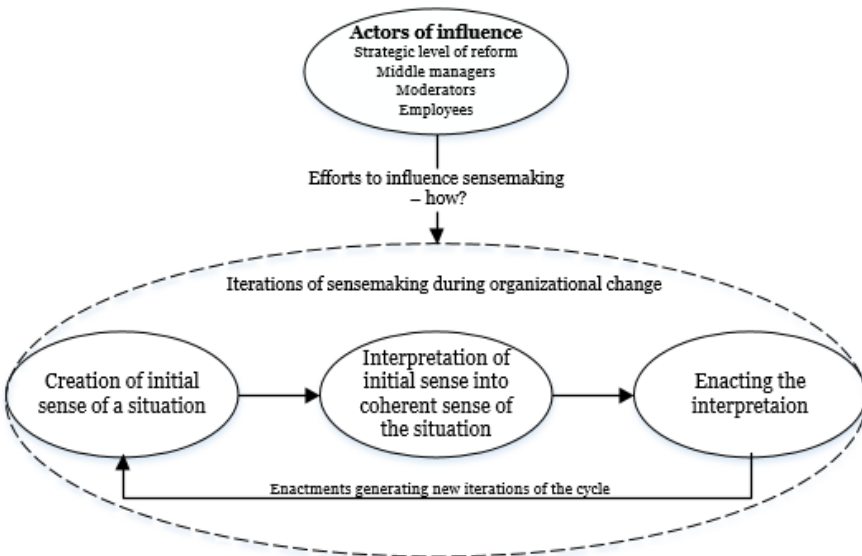 Actors of influence
Strategic level of reform
Middle managers
Moderators
Employees
Efforts to influence sensemaking
– how?
Iterations of sensemaking during organizational change
Creation of initial
sense of a situation
Interpretation of
initial sense into
coherent sense of
the situation
Enacting the
interpretaion
Enactments generating new iterations of the cycle